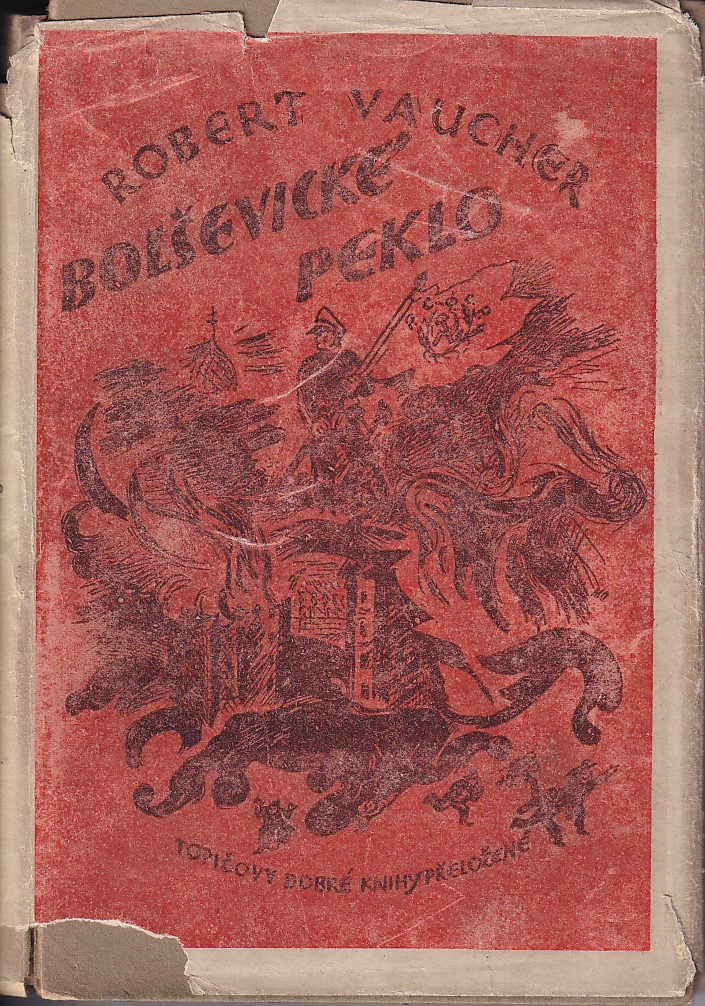 ROBERT VAUCHER
BOLŠEVICKÉ
PEKLO
TOPIČOVY DOBRÉ KNIHY PŘELOŽENÉ